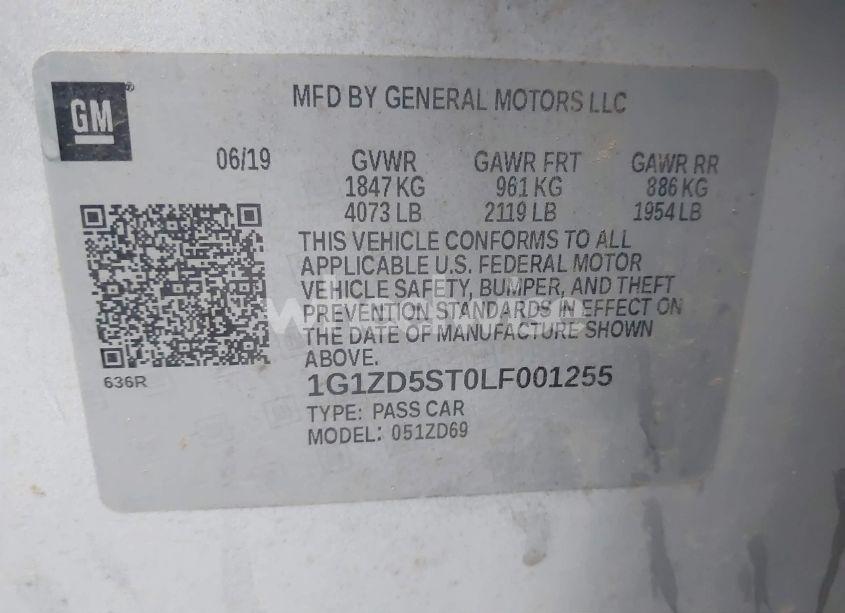 GM
MFD BY GENERAL MOTORS LLC
06/19 GVWR GAWR FRT GAWR RR
1847 KG 961 KG 886 KG
4073 LB 2119 LB 1954 LB
THIS VEHICLE CONFORMS TO ALL
APPLICABLE U.S. FEDERAL MOTOR
VEHICLE SAFETY, BUMPER, AND THEFT
PREVENTION STANDARDS IN EFFECT ON
THE DATE OF MANUFACTURE SHOWN
ABOVE.
636R
1G1ZD5ST0LF001255
TYPE: PASS CAR
MODEL: 051ZD69